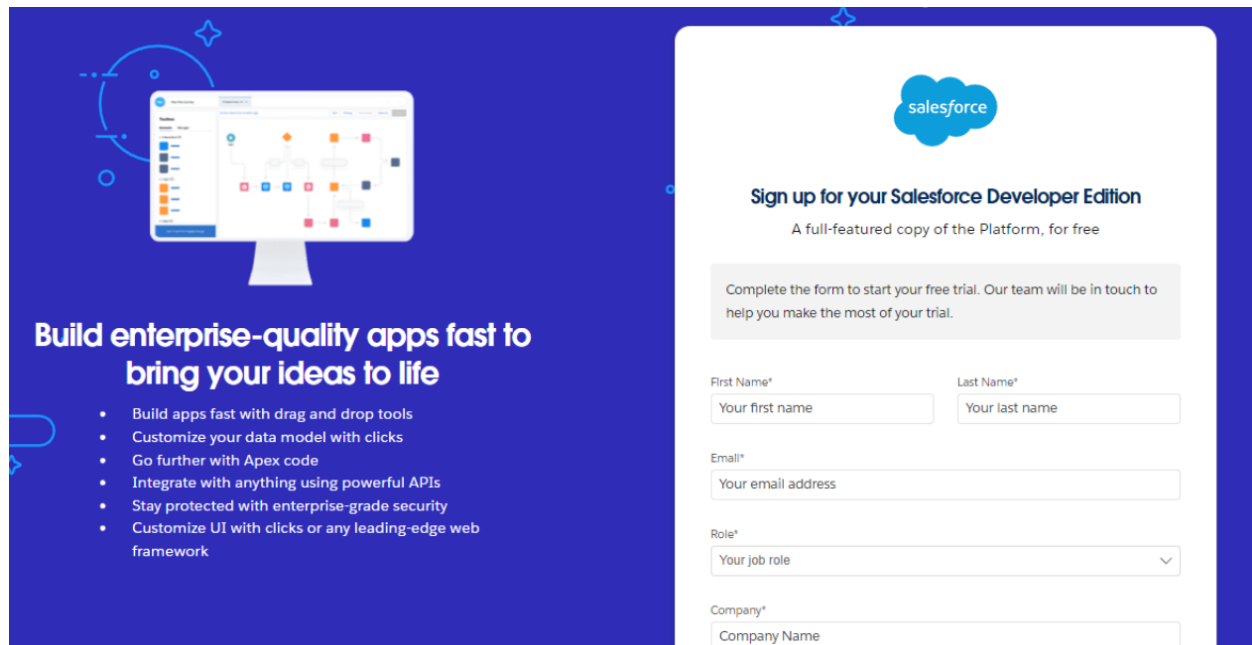 Build enterprise-quality apps fast to
bring your ideas to life
• Build apps fast with drag and drop tools
• Customize your data model with clicks
• Go further with Apex code
• Integrate with anything using powerful APIs
• Stay protected with enterprise-grade security
• Customize UI with clicks or any leading-edge web
framework
salesforce
Sign up for your Salesforce Developer Edition
A full-featured copy of the Platform, for free
Complete the form to start your free trial. Our team will be in touch to
help you make the most of your trial.
First Name* Last Name*
Your first name Your last name
Email*
Your email address
Role*
Your job role
Company*
Company Name